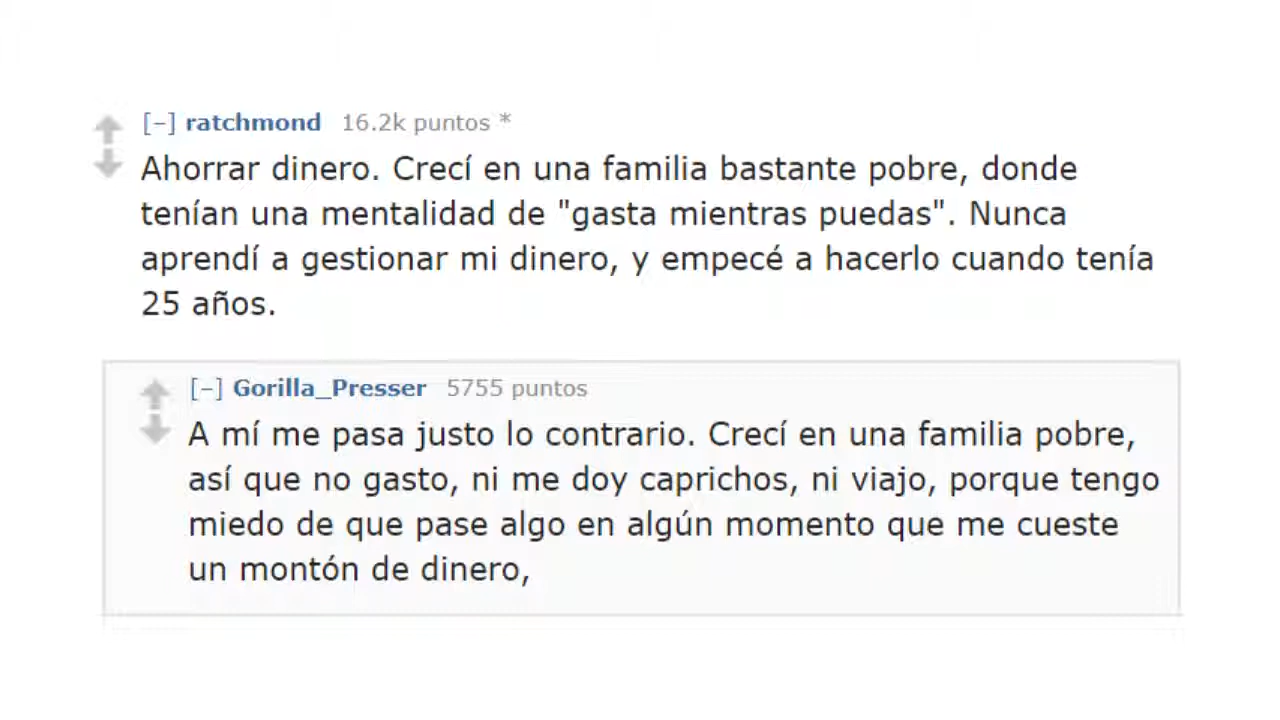 [–] ratchmond 16.2k puntos *
Ahorrar dinero. Crecí en una familia bastante pobre, donde
tenían una mentalidad de "gasta mientras puedas". Nunca
aprendí a gestionar mi dinero, y empecé a hacerlo cuando tenía
25 años.
[–] Gorilla_Presser 5755 puntos
A mí me pasa justo lo contrario. Crecí en una familia pobre,
así que no gasto, ni me doy caprichos, ni viajo, porque tengo
miedo de que pase algo en algún momento que me cueste
un montón de dinero,